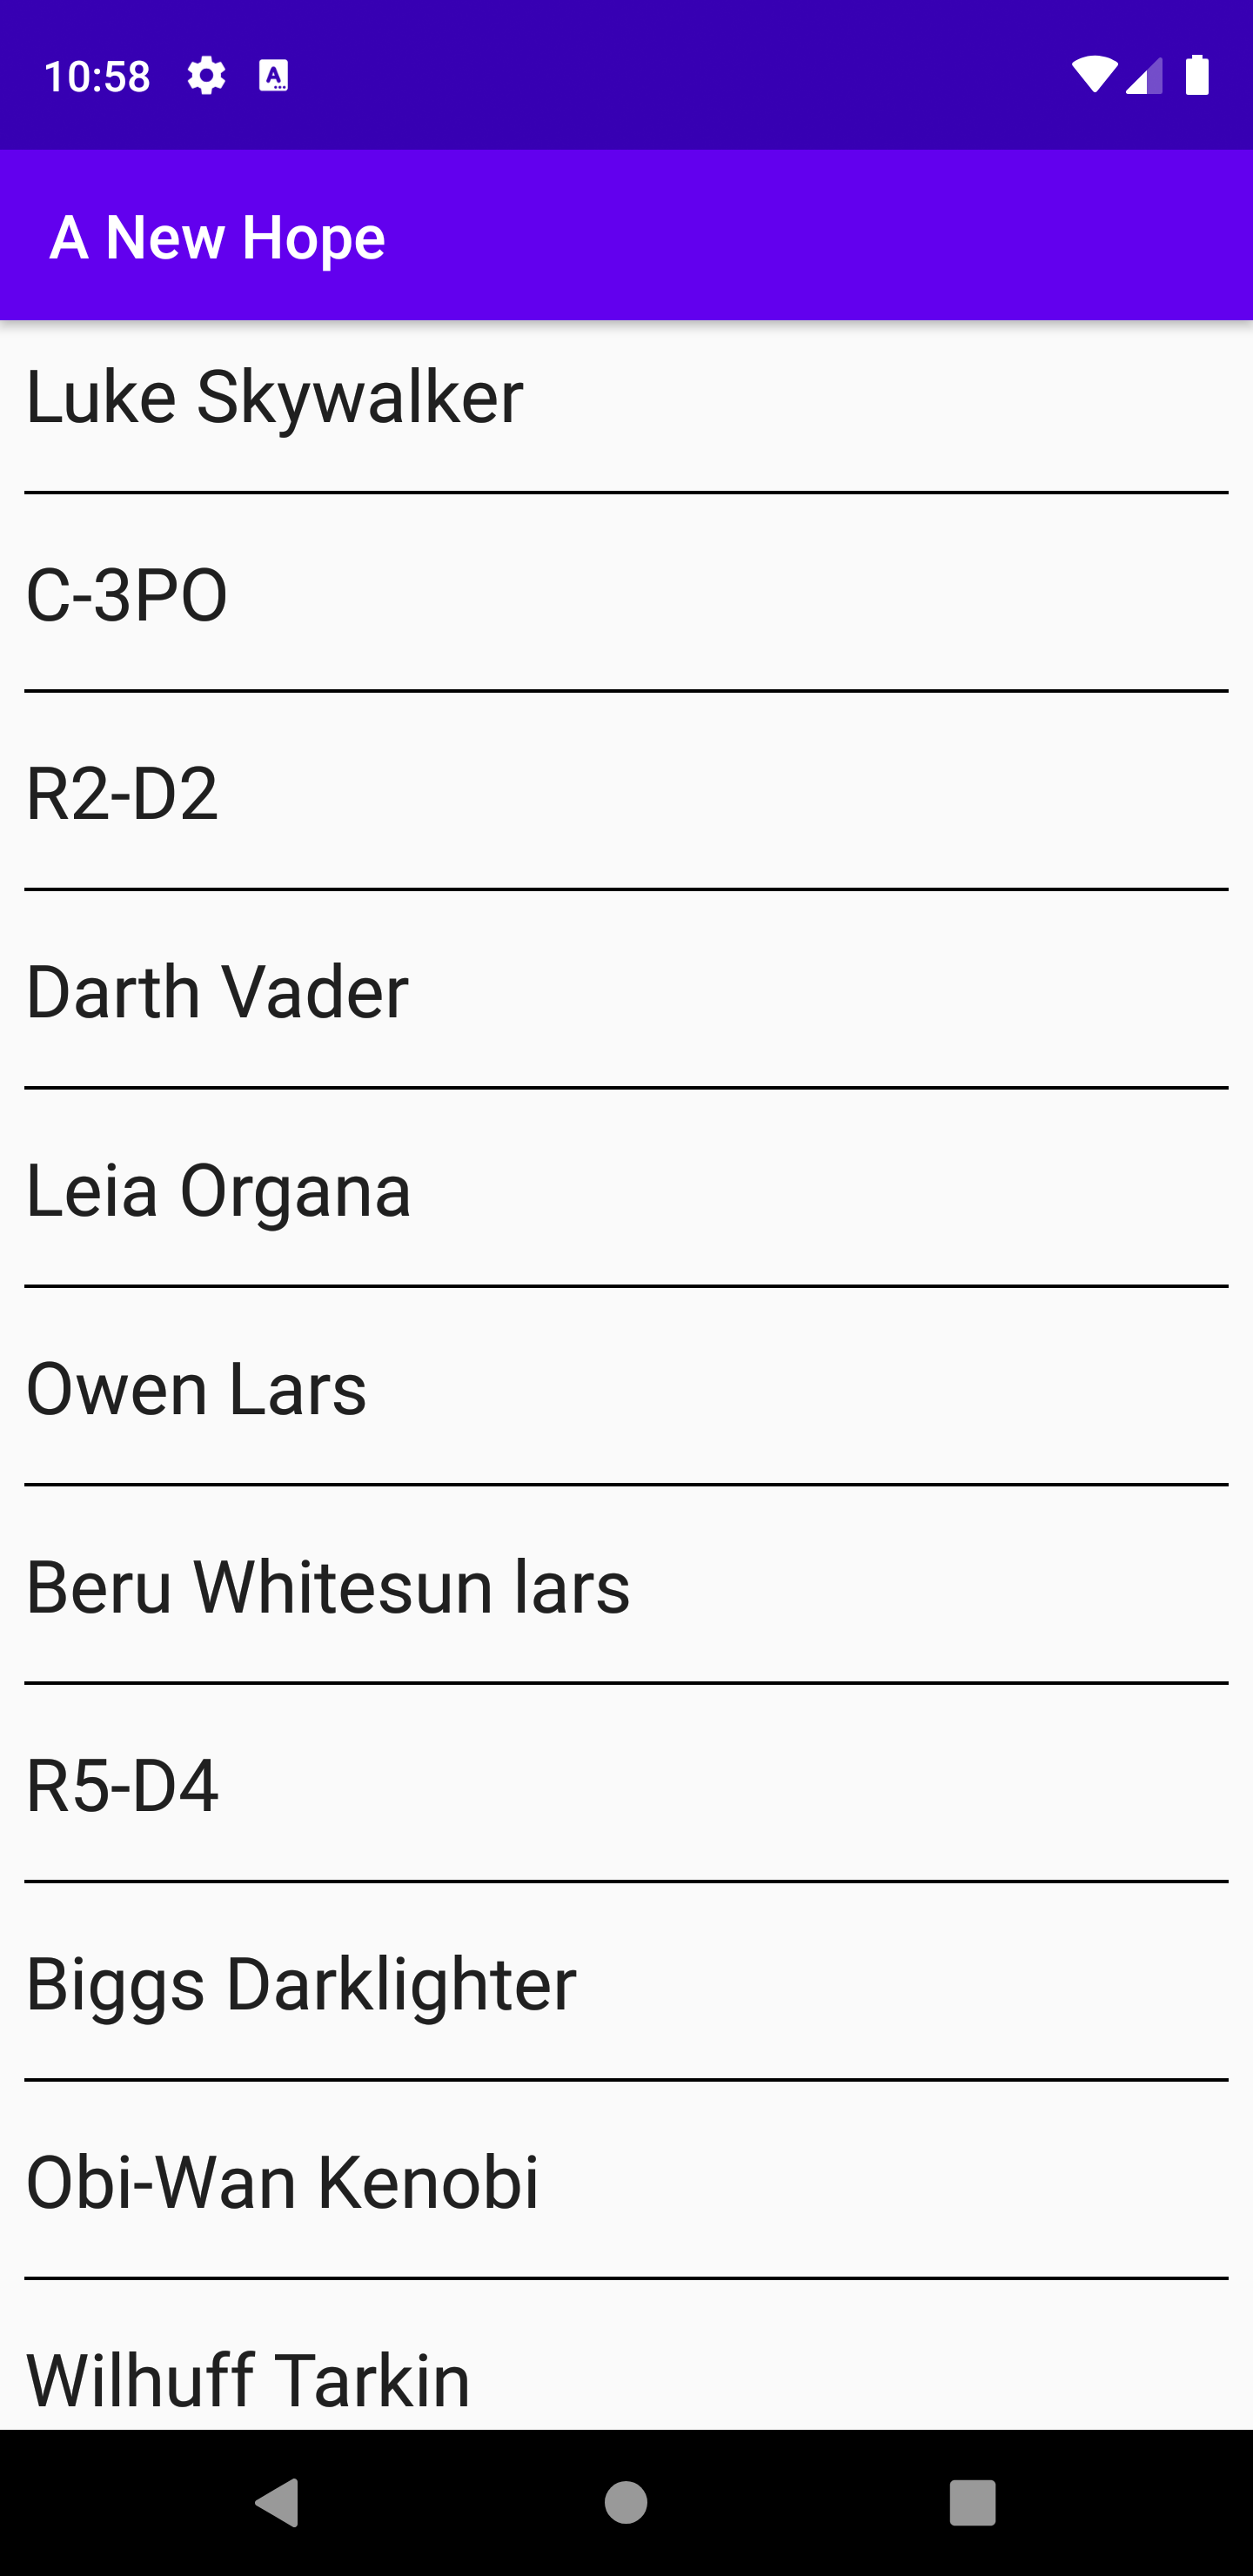 10:58
A New Hope
Luke Skywalker
C-3PO
R2-D2
Darth Vader
Leia Organa
Owen Lars
Beru Whitesun lars
R5-D4
Biggs Darklighter
Obi-Wan Kenobi
Wilhuff Tarkin